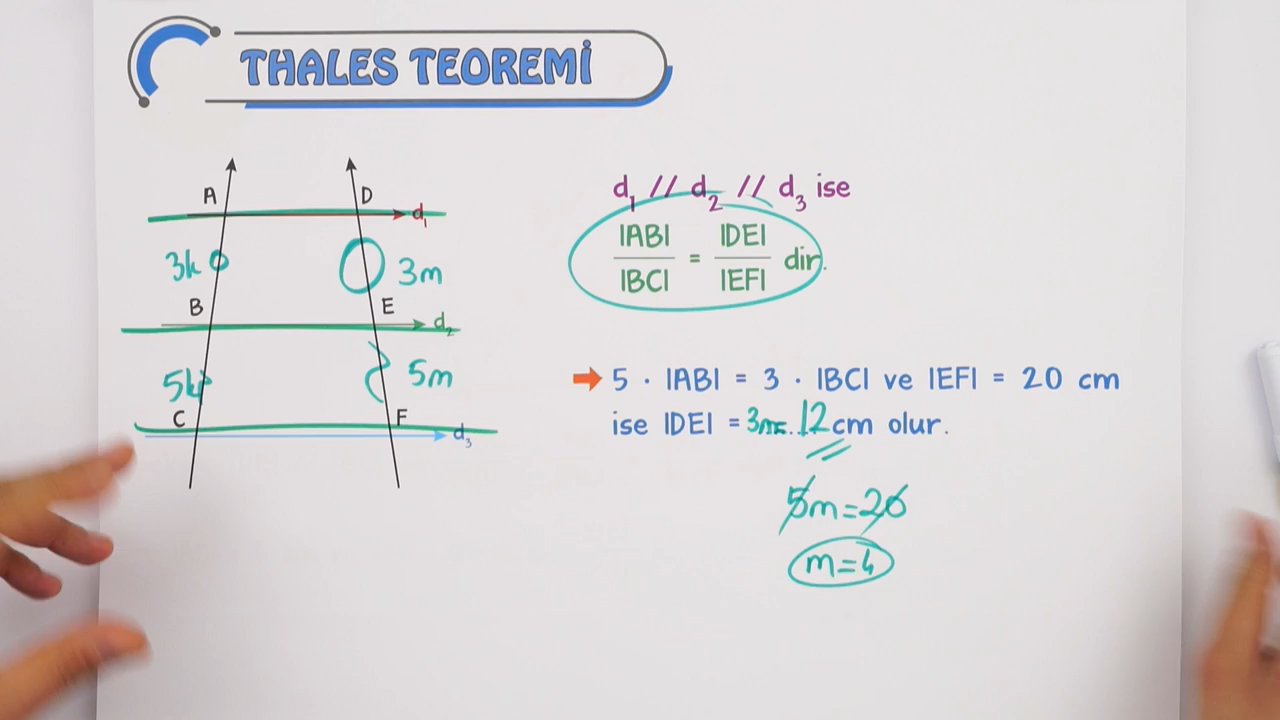 THALES TEOREMİ
A
D
d₁
3k
3m
B
E
d₂
5k
5m
C
F
d₃
d₁ // d₂ // d₃ ise
|AB| / |BC| = |DE| / |EF| dir.
5 · |AB| = 3 · |BC| ve |EF| = 20 cm
ise |DE| = 3m = 12 cm olur.
5m = 20
m = 4